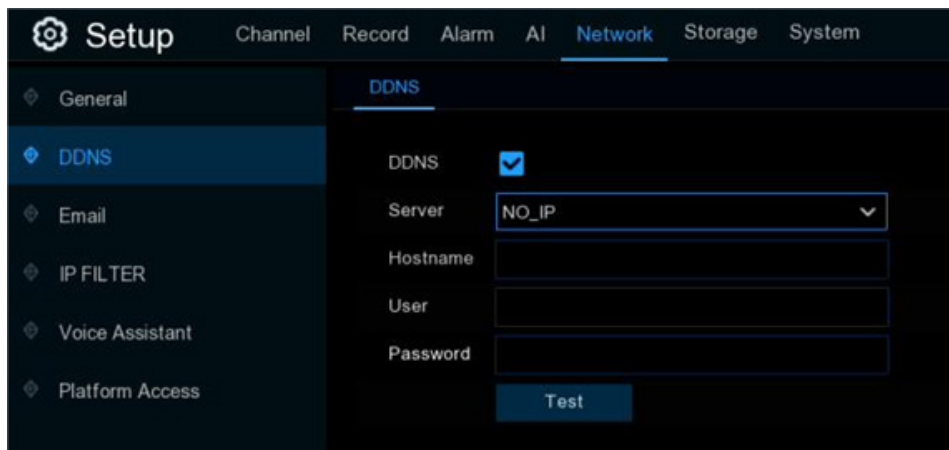 Setup Channel Record Alarm AI Network Storage System
General
DDNS
Email
IP FILTER
Voice Assistant
Platform Access
DDNS
DDNS
Server NO_IP
Hostname
User
Password
Test